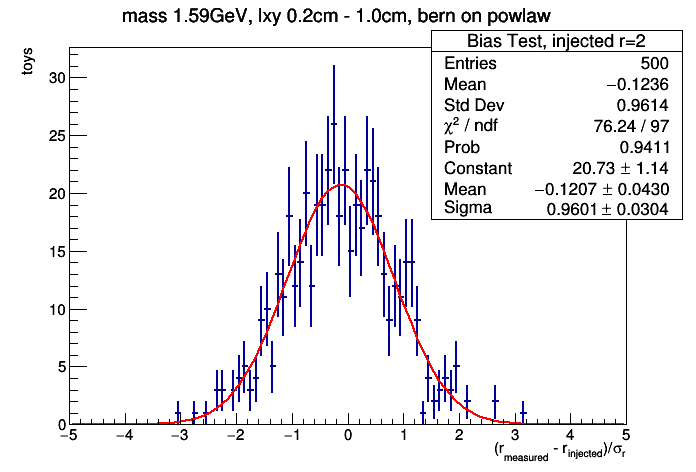 mass 1.59GeV, lxy 0.2cm - 1.0cm, bern on powlaw
toys
Bias Test, injected r=2
Entries 500
Mean −0.1236
Std Dev 0.9614
χ² / ndf 76.24 / 97
Prob 0.9411
Constant 20.73 ± 1.14
Mean −0.1207 ± 0.0430
Sigma 0.9601 ± 0.0304
30
25
20
15
10
5
0
−5 −4 −3 −2 −1 0 1 2 3 4 5
(r_measured - r_injected)/σ_r